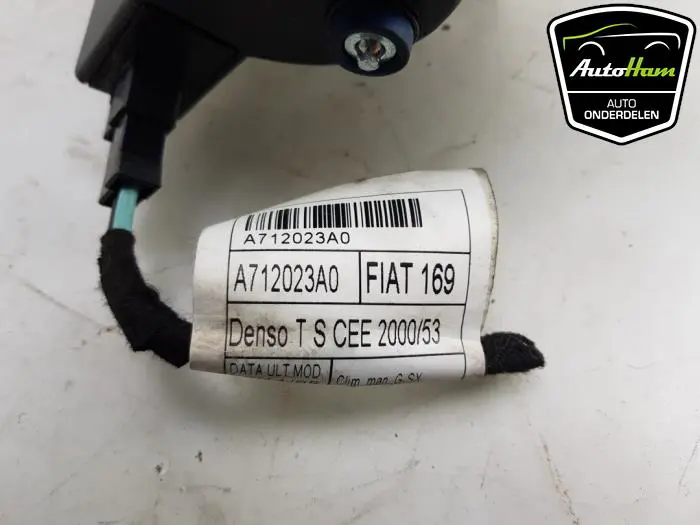 AutoHam
AUTO
ONDERDELEN
A712023A0
A712023A0 FIAT 169
Denso T S CEE 2000/53
DATA ULT.MOD
Clim. man. G.SX